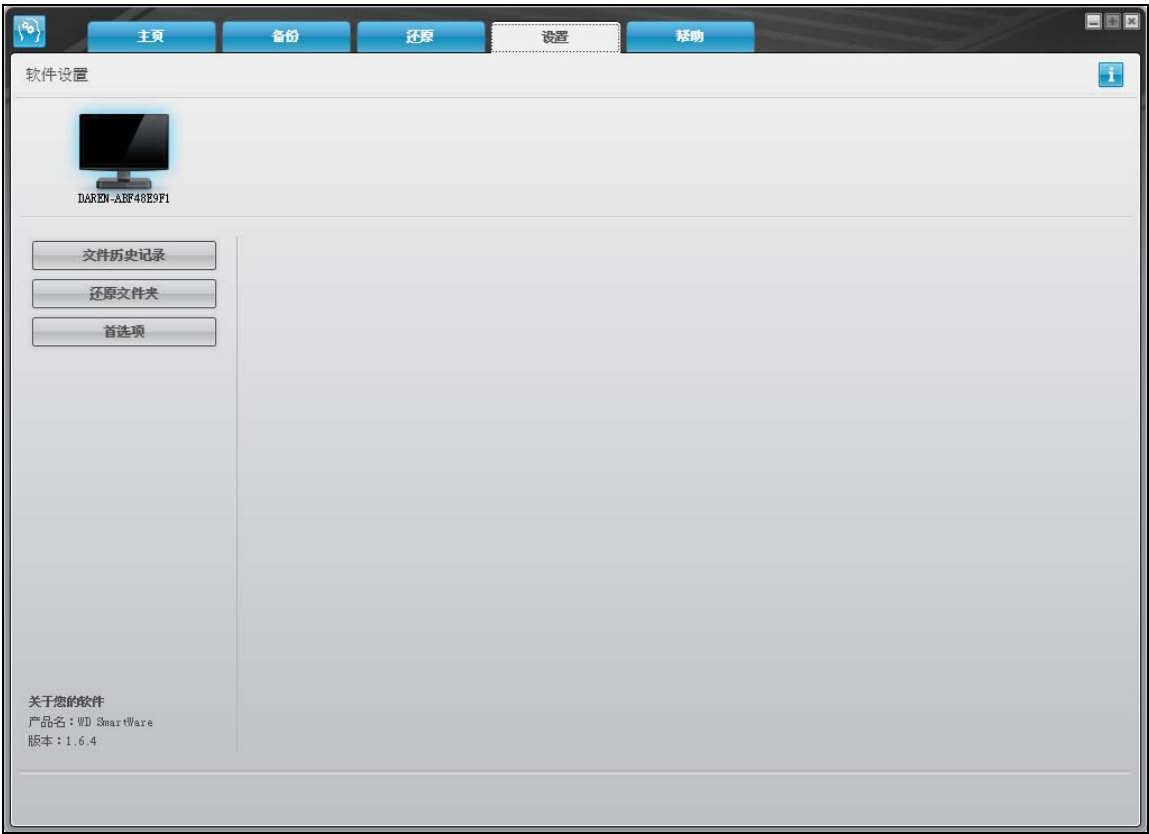 主页 备份 还原 设置 帮助
软件设置
DAREN-ABF48E9F1
文件历史记录
还原文件夹
首选项
关于您的软件
产品名：WD SmartWare
版本：1.6.4